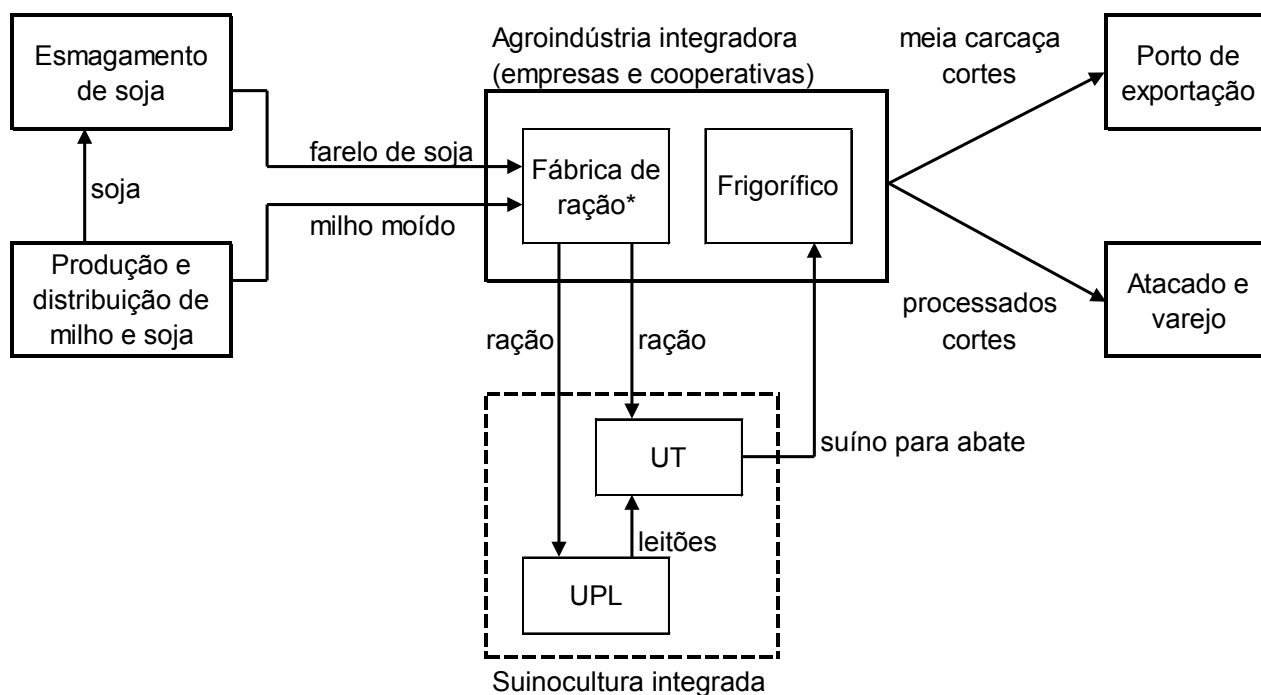 Esmagamento
de soja
soja
Produção e
distribuição de
milho e soja
farelo de soja
milho moído
Agroindústria integradora
(empresas e cooperativas)
Fábrica de
ração*
Frigorífico
meia carcaça
cortes
Porto de
exportação
processados
cortes
Atacado e
varejo
ração
ração
UT
suíno para abate
leitões
UPL
Suinocultura integrada